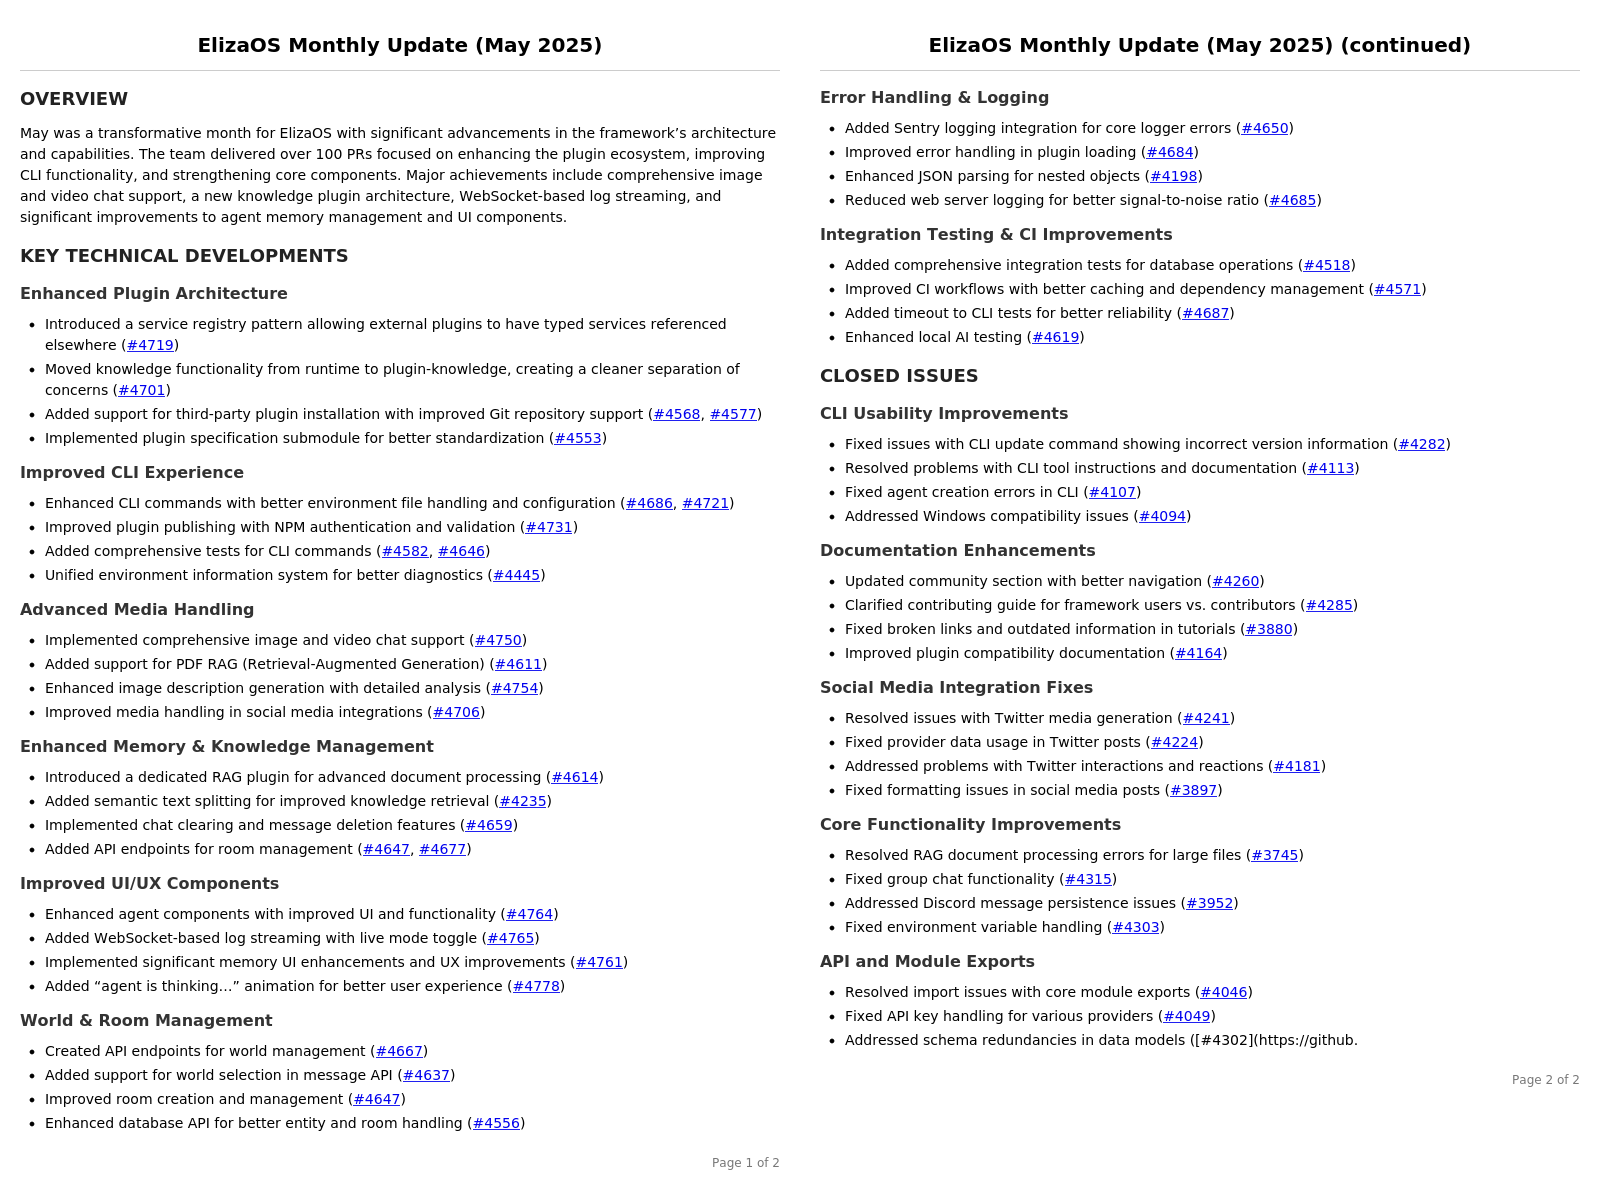 ElizaOS Monthly Update (May 2025)
OVERVIEW
May was a transformative month for ElizaOS with significant advancements in the framework’s architecture
and capabilities. The team delivered over 100 PRs focused on enhancing the plugin ecosystem, improving
CLI functionality, and strengthening core components. Major achievements include comprehensive image
and video chat support, a new knowledge plugin architecture, WebSocket-based log streaming, and
significant improvements to agent memory management and UI components.
KEY TECHNICAL DEVELOPMENTS
Enhanced Plugin Architecture
• Introduced a service registry pattern allowing external plugins to have typed services referenced
elsewhere (#4719)
• Moved knowledge functionality from runtime to plugin-knowledge, creating a cleaner separation of
concerns (#4701)
• Added support for third-party plugin installation with improved Git repository support (#4568, #4577)
• Implemented plugin specification submodule for better standardization (#4553)
Improved CLI Experience
• Enhanced CLI commands with better environment file handling and configuration (#4686, #4721)
• Improved plugin publishing with NPM authentication and validation (#4731)
• Added comprehensive tests for CLI commands (#4582, #4646)
• Unified environment information system for better diagnostics (#4445)
Advanced Media Handling
• Implemented comprehensive image and video chat support (#4750)
• Added support for PDF RAG (Retrieval-Augmented Generation) (#4611)
• Enhanced image description generation with detailed analysis (#4754)
• Improved media handling in social media integrations (#4706)
Enhanced Memory & Knowledge Management
• Introduced a dedicated RAG plugin for advanced document processing (#4614)
• Added semantic text splitting for improved knowledge retrieval (#4235)
• Implemented chat clearing and message deletion features (#4659)
• Added API endpoints for room management (#4647, #4677)
Improved UI/UX Components
• Enhanced agent components with improved UI and functionality (#4764)
• Added WebSocket-based log streaming with live mode toggle (#4765)
• Implemented significant memory UI enhancements and UX improvements (#4761)
• Added “agent is thinking…” animation for better user experience (#4778)
World & Room Management
• Created API endpoints for world management (#4667)
• Added support for world selection in message API (#4637)
• Improved room creation and management (#4647)
• Enhanced database API for better entity and room handling (#4556)
Page 1 of 2
ElizaOS Monthly Update (May 2025) (continued)
Error Handling & Logging
• Added Sentry logging integration for core logger errors (#4650)
• Improved error handling in plugin loading (#4684)
• Enhanced JSON parsing for nested objects (#4198)
• Reduced web server logging for better signal-to-noise ratio (#4685)
Integration Testing & CI Improvements
• Added comprehensive integration tests for database operations (#4518)
• Improved CI workflows with better caching and dependency management (#4571)
• Added timeout to CLI tests for better reliability (#4687)
• Enhanced local AI testing (#4619)
CLOSED ISSUES
CLI Usability Improvements
• Fixed issues with CLI update command showing incorrect version information (#4282)
• Resolved problems with CLI tool instructions and documentation (#4113)
• Fixed agent creation errors in CLI (#4107)
• Addressed Windows compatibility issues (#4094)
Documentation Enhancements
• Updated community section with better navigation (#4260)
• Clarified contributing guide for framework users vs. contributors (#4285)
• Fixed broken links and outdated information in tutorials (#3880)
• Improved plugin compatibility documentation (#4164)
Social Media Integration Fixes
• Resolved issues with Twitter media generation (#4241)
• Fixed provider data usage in Twitter posts (#4224)
• Addressed problems with Twitter interactions and reactions (#4181)
• Fixed formatting issues in social media posts (#3897)
Core Functionality Improvements
• Resolved RAG document processing errors for large files (#3745)
• Fixed group chat functionality (#4315)
• Addressed Discord message persistence issues (#3952)
• Fixed environment variable handling (#4303)
API and Module Exports
• Resolved import issues with core module exports (#4046)
• Fixed API key handling for various providers (#4049)
• Addressed schema redundancies in data models ([#4302](https://github.
Page 2 of 2